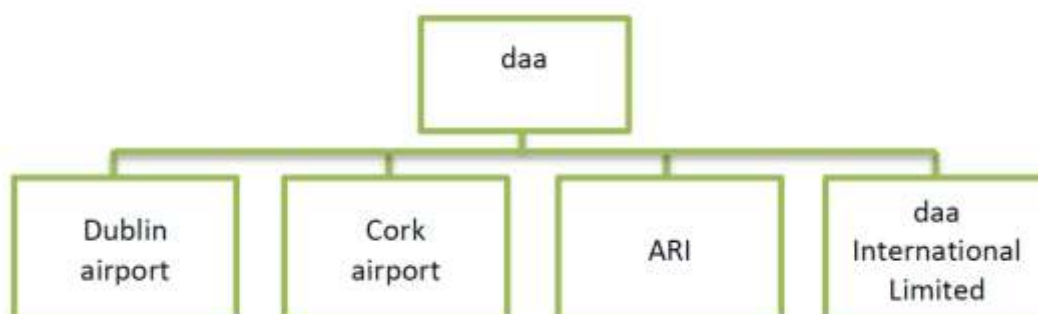 daa
Dublin
airport
Cork
airport
ARI
daa
International
Limited